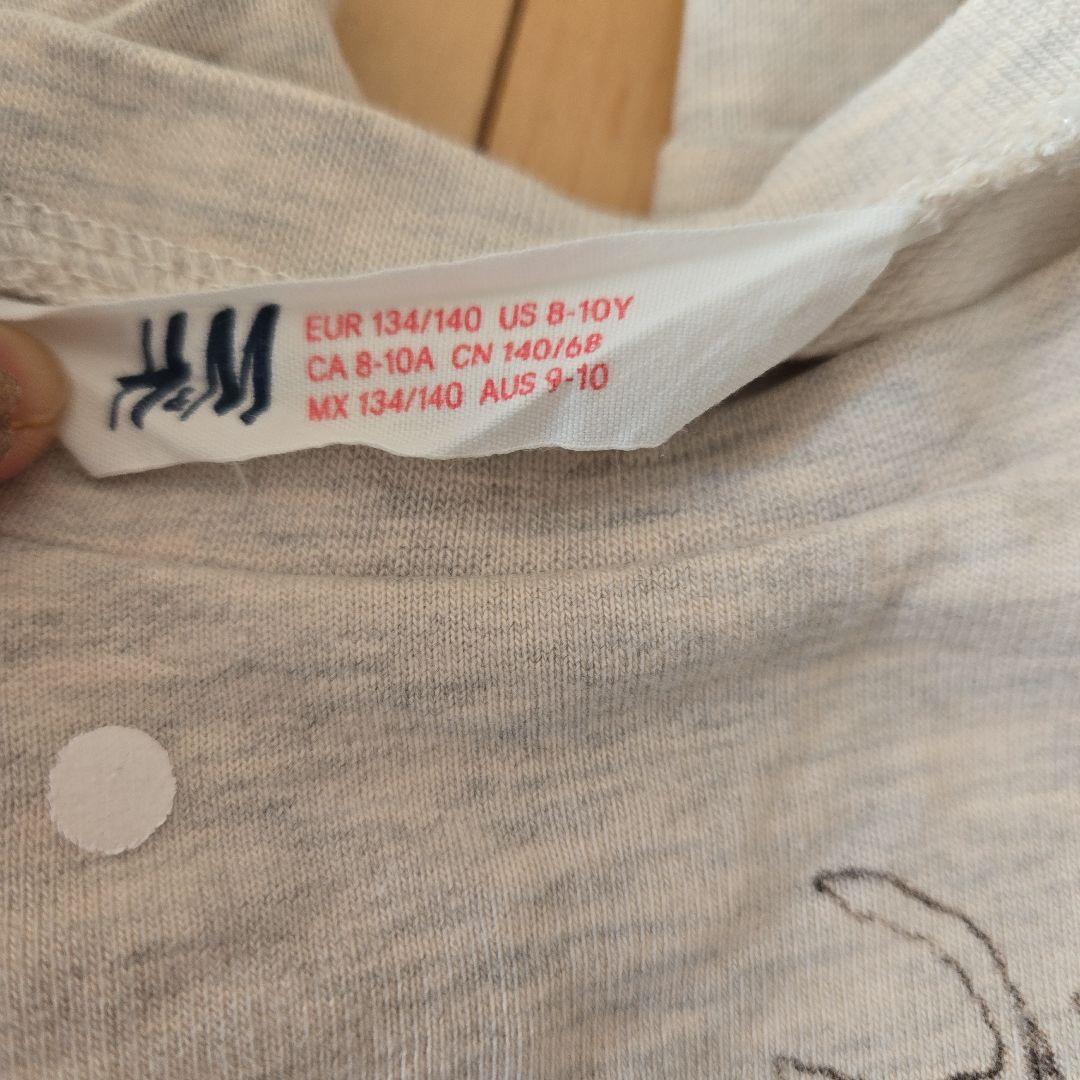 H&M
EUR 134/140 US 8-10Y
CA 8-10A CN 140/68
MX 134/140 AUS 9-10